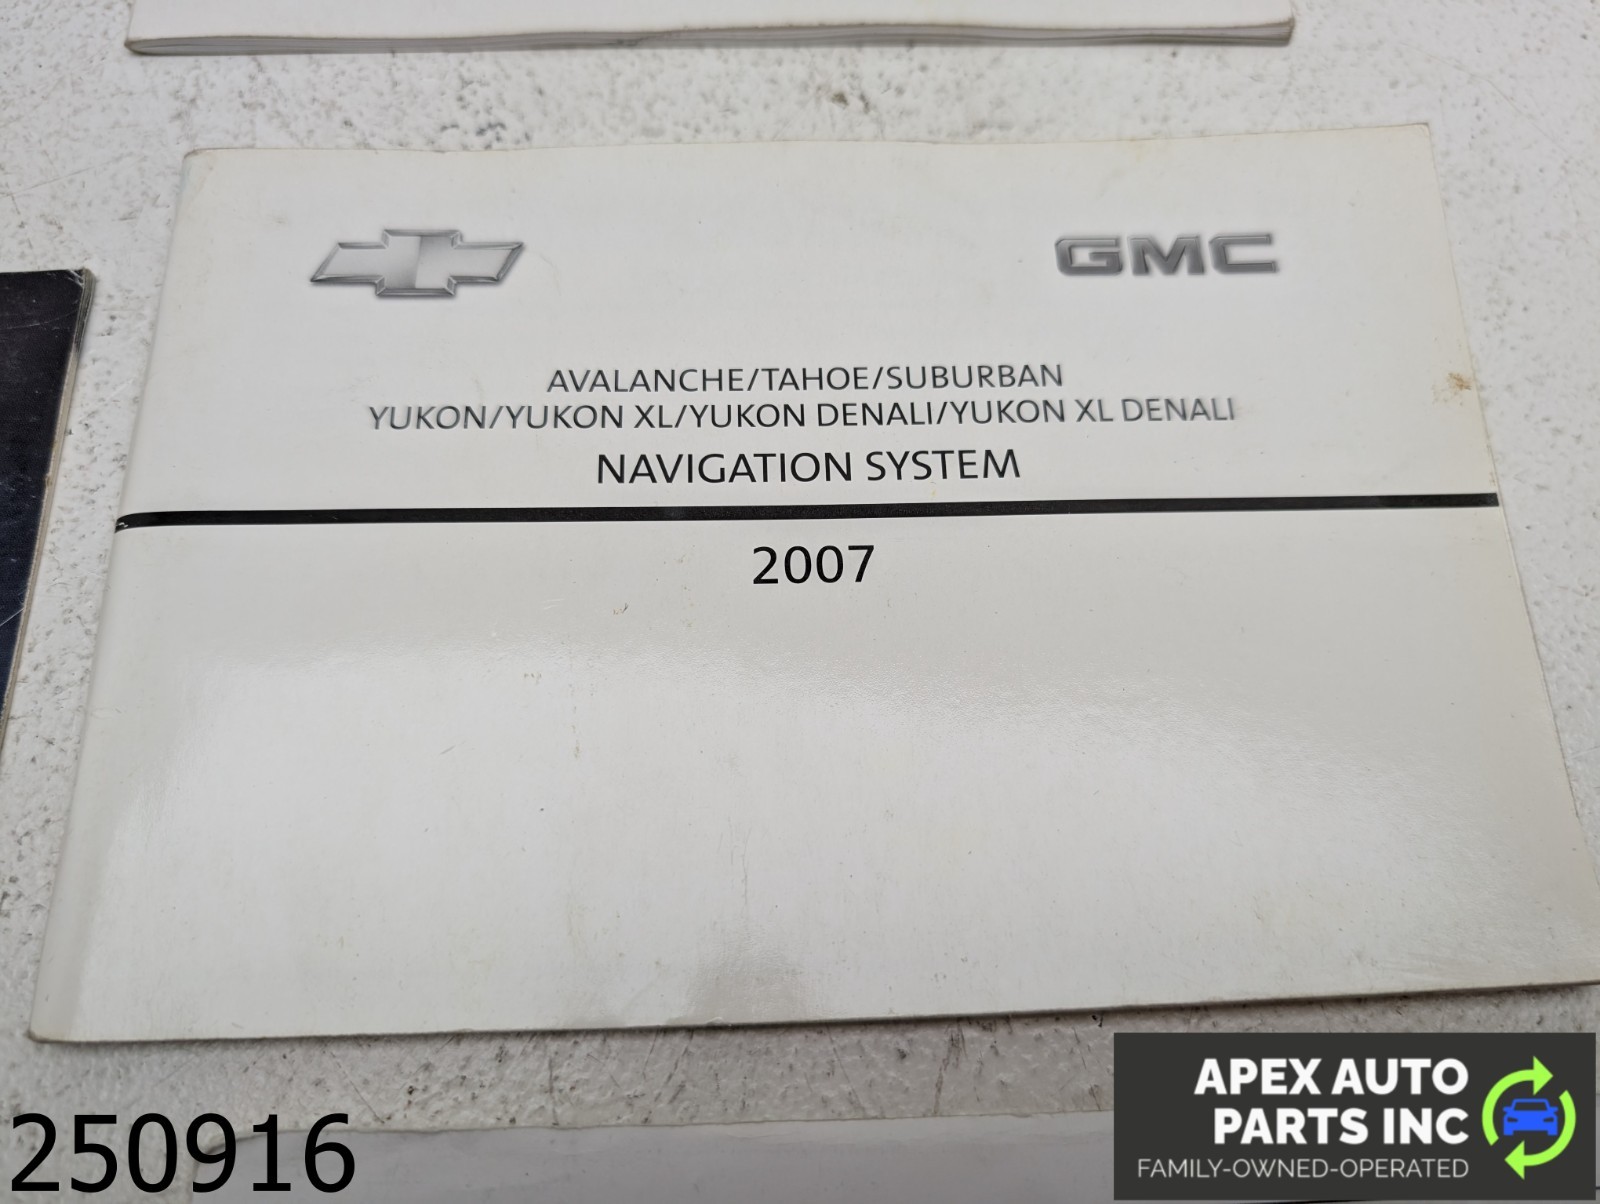 GMC
AVALANCHE/TAHOE/SUBURBAN
YUKON/YUKON XL/YUKON DENALI/YUKON XL DENALI
NAVIGATION SYSTEM
2007
250916
APEX AUTO
PARTS INC
FAMILY-OWNED-OPERATED